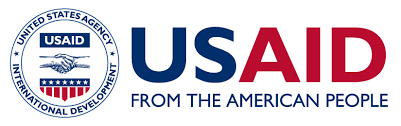 UNITED STATES AGENCY
USAID
INTERNATIONAL DEVELOPMENT
USAID
FROM THE AMERICAN PEOPLE